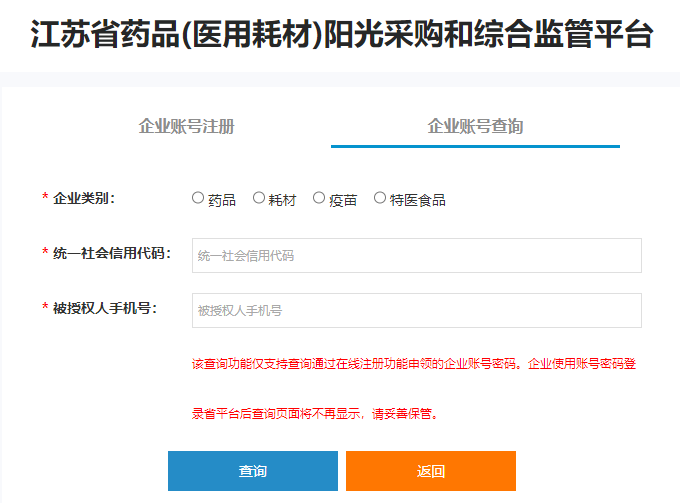 江苏省药品(医用耗材)阳光采购和综合监管平台
企业账号注册 企业账号查询
* 企业类别： 药品 耗材 疫苗 特医食品
* 统一社会信用代码： 统一社会信用代码
* 被授权人手机号： 被授权人手机号
该查询功能仅支持查询通过在线注册功能申领的企业账号密码。企业使用账号密码登
录省平台后查询页面将不再显示，请妥善保管。
查询 返回